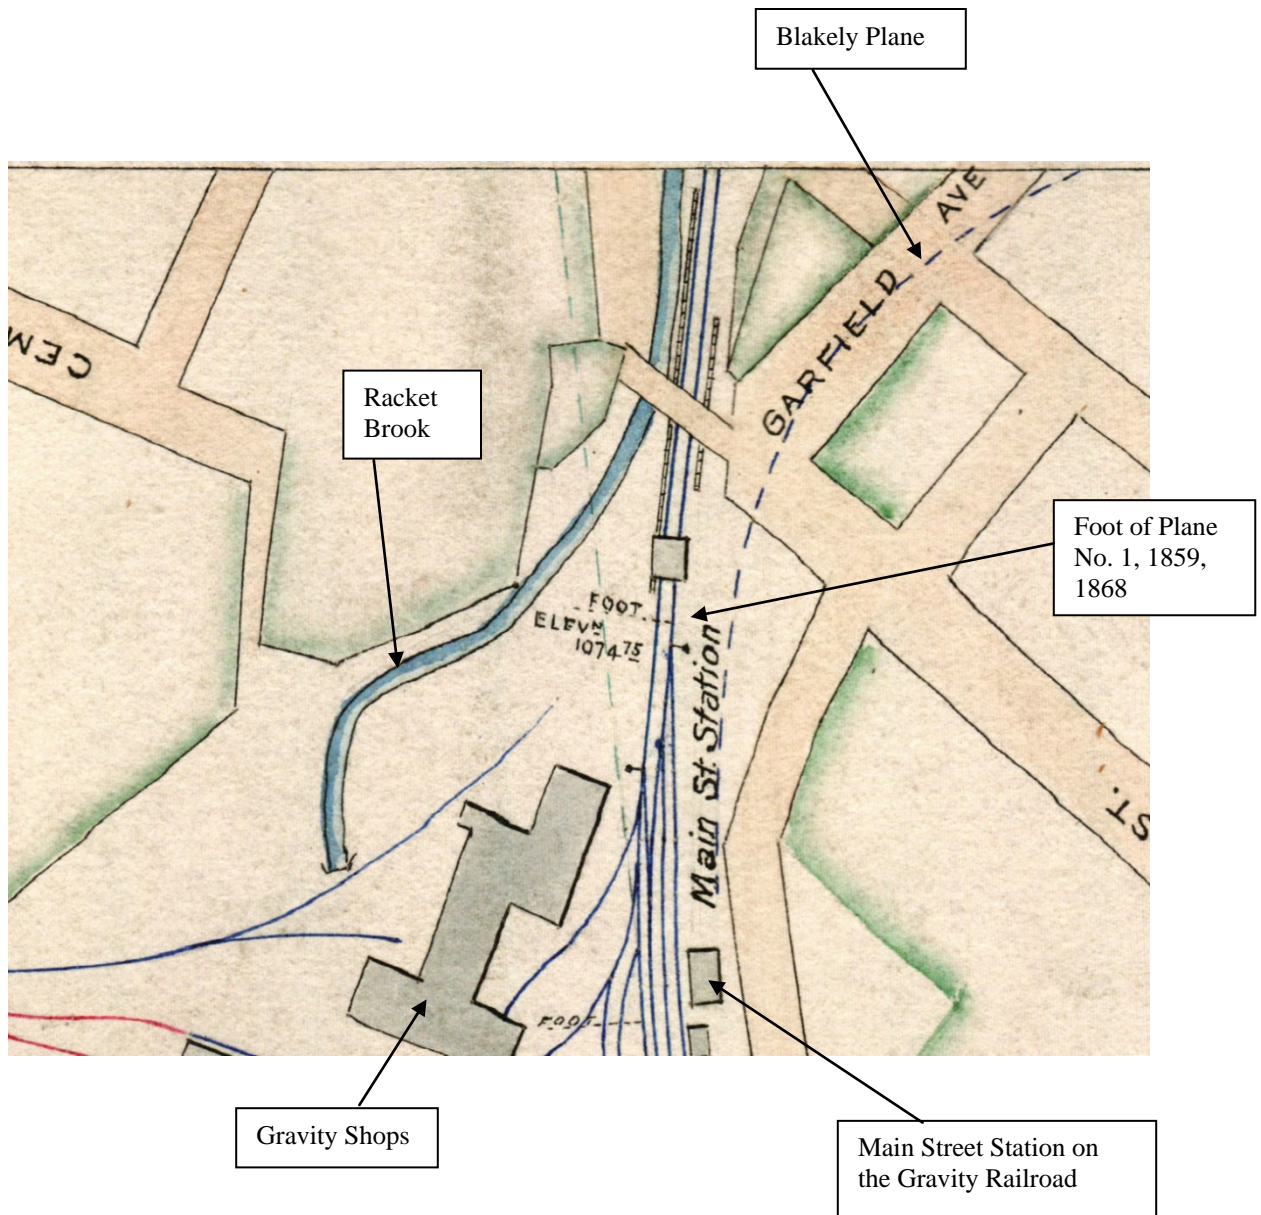 Blakely Plane
AVE
GARFIELD
CEM
Racket
Brook
Foot of Plane
No. 1, 1859,
1868
FOOT
ELEVN
1074.75
Main St. Station
ST.
FOOT
Gravity Shops
Main Street Station on
the Gravity Railroad